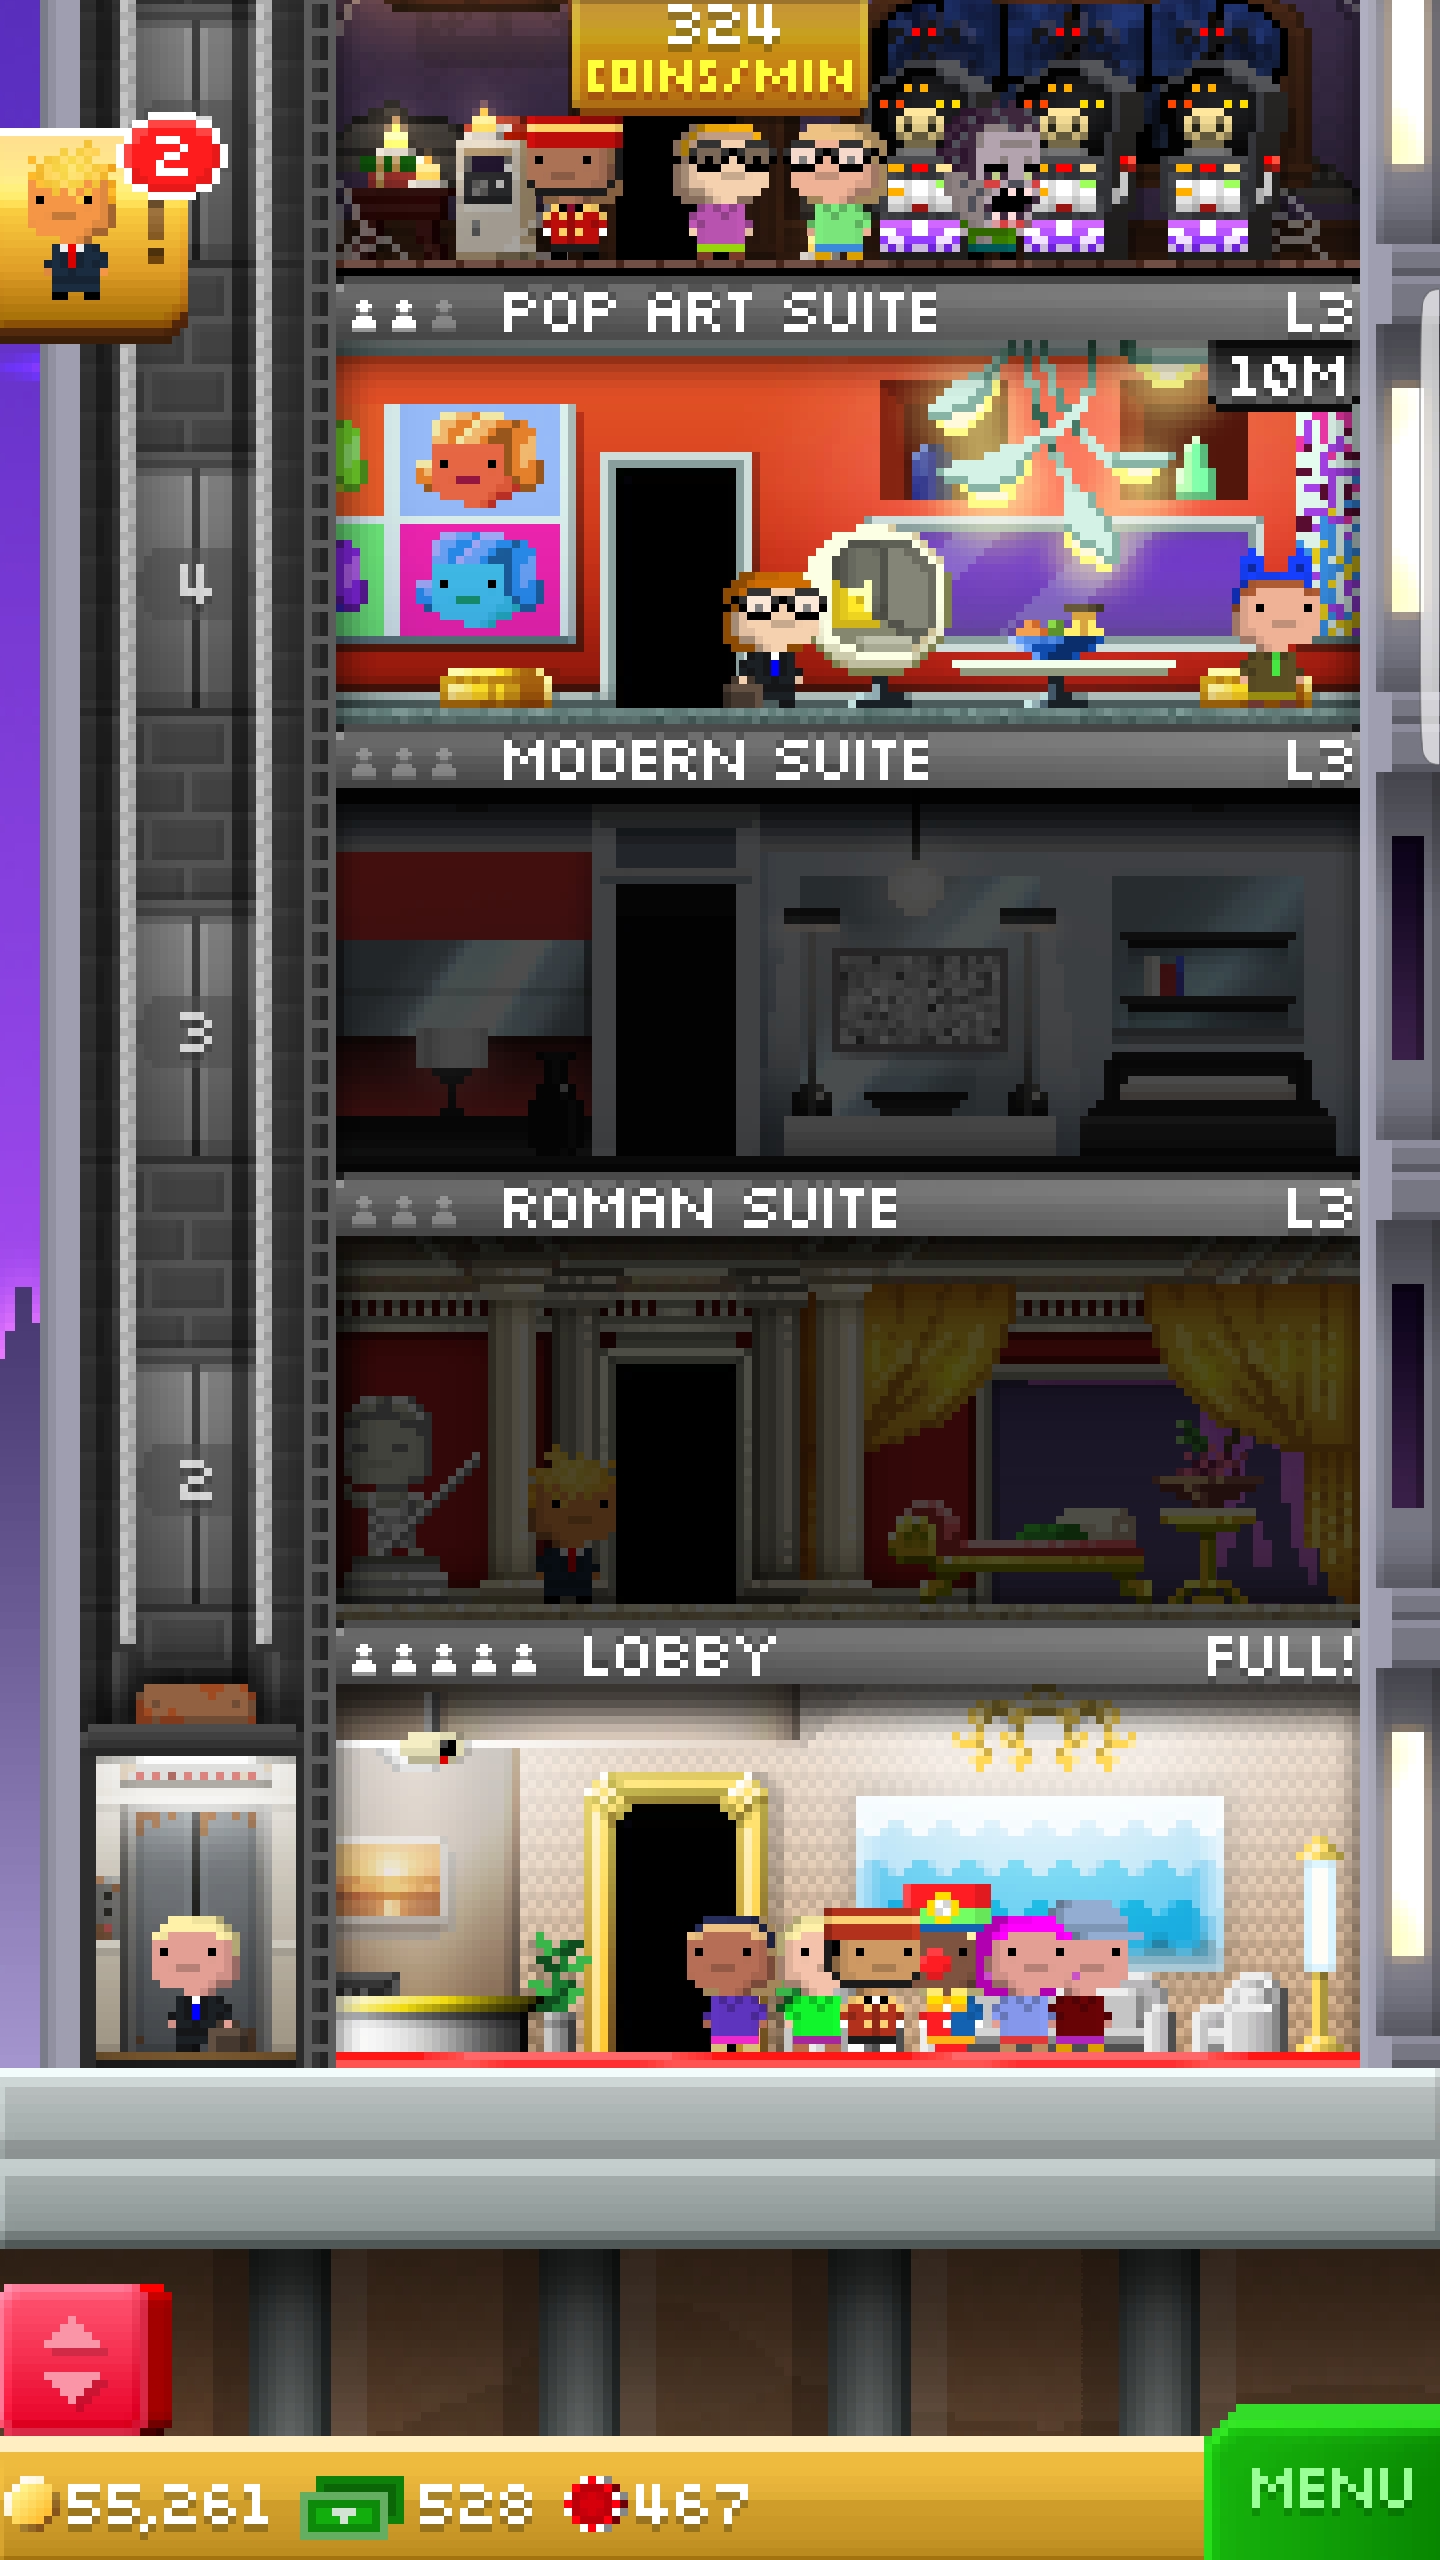 324
COINS/MIN
2
!
POP ART SUITE L3
10M
4
MODERN SUITE L3
3
ROMAN SUITE L3
2
LOBBY FULL!
55,261 528 467
MENU